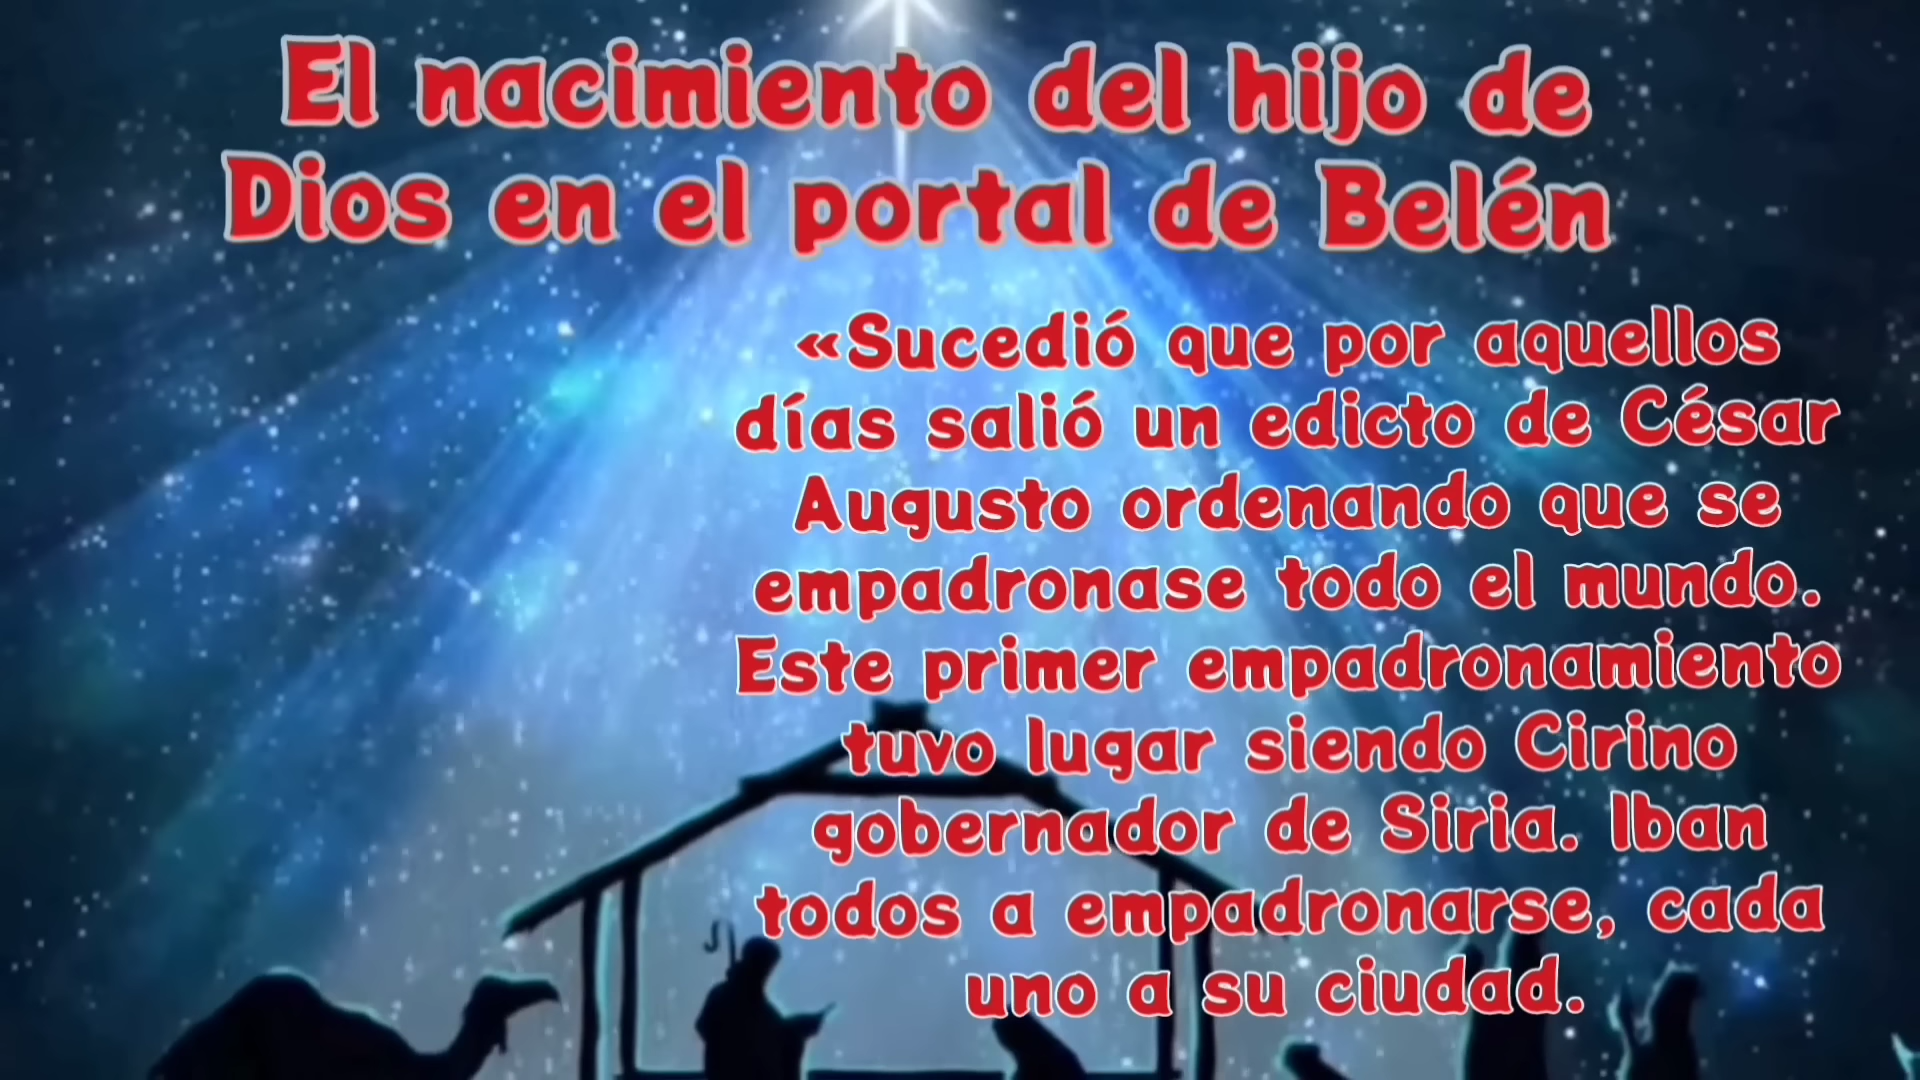 El nacimiento del hijo de
Dios en el portal de Belén
«Sucedió que por aquellos
días salió un edicto de César
Augusto ordenando que se
empadronase todo el mundo.
Este primer empadronamiento
tuvo lugar siendo Cirino
gobernador de Siria. Iban
todos a empadronarse, cada
uno a su ciudad.